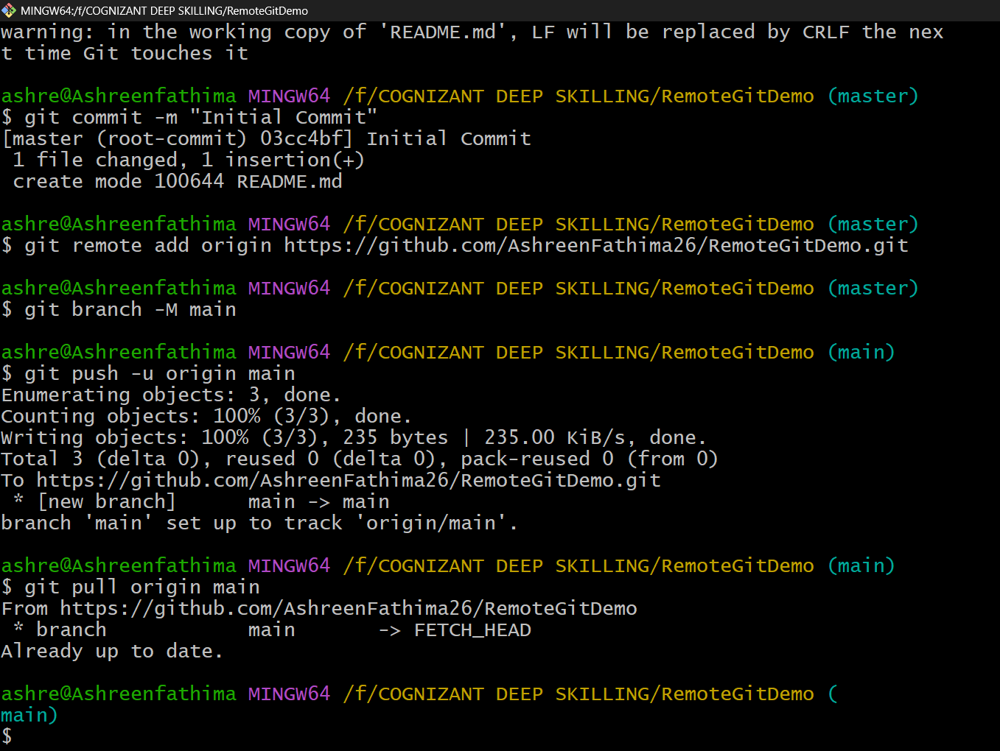 MINGW64:/f/COGNIZANT DEEP SKILLING/RemoteGitDemo
warning: in the working copy of 'README.md', LF will be replaced by CRLF the nex
t time Git touches it
ashre@Ashreenfathima MINGW64 /f/COGNIZANT DEEP SKILLING/RemoteGitDemo (master)
$ git commit -m "Initial Commit"
[master (root-commit) 03cc4bf] Initial Commit
 1 file changed, 1 insertion(+)
 create mode 100644 README.md
ashre@Ashreenfathima MINGW64 /f/COGNIZANT DEEP SKILLING/RemoteGitDemo (master)
$ git remote add origin https://github.com/AshreenFathima26/RemoteGitDemo.git
ashre@Ashreenfathima MINGW64 /f/COGNIZANT DEEP SKILLING/RemoteGitDemo (master)
$ git branch -M main
ashre@Ashreenfathima MINGW64 /f/COGNIZANT DEEP SKILLING/RemoteGitDemo (main)
$ git push -u origin main
Enumerating objects: 3, done.
Counting objects: 100% (3/3), done.
Writing objects: 100% (3/3), 235 bytes | 235.00 KiB/s, done.
Total 3 (delta 0), reused 0 (delta 0), pack-reused 0 (from 0)
To https://github.com/AshreenFathima26/RemoteGitDemo.git
 * [new branch]      main -> main
branch 'main' set up to track 'origin/main'.
ashre@Ashreenfathima MINGW64 /f/COGNIZANT DEEP SKILLING/RemoteGitDemo (main)
$ git pull origin main
From https://github.com/AshreenFathima26/RemoteGitDemo
 * branch            main       -> FETCH_HEAD
Already up to date.
ashre@Ashreenfathima MINGW64 /f/COGNIZANT DEEP SKILLING/RemoteGitDemo (
main)
$